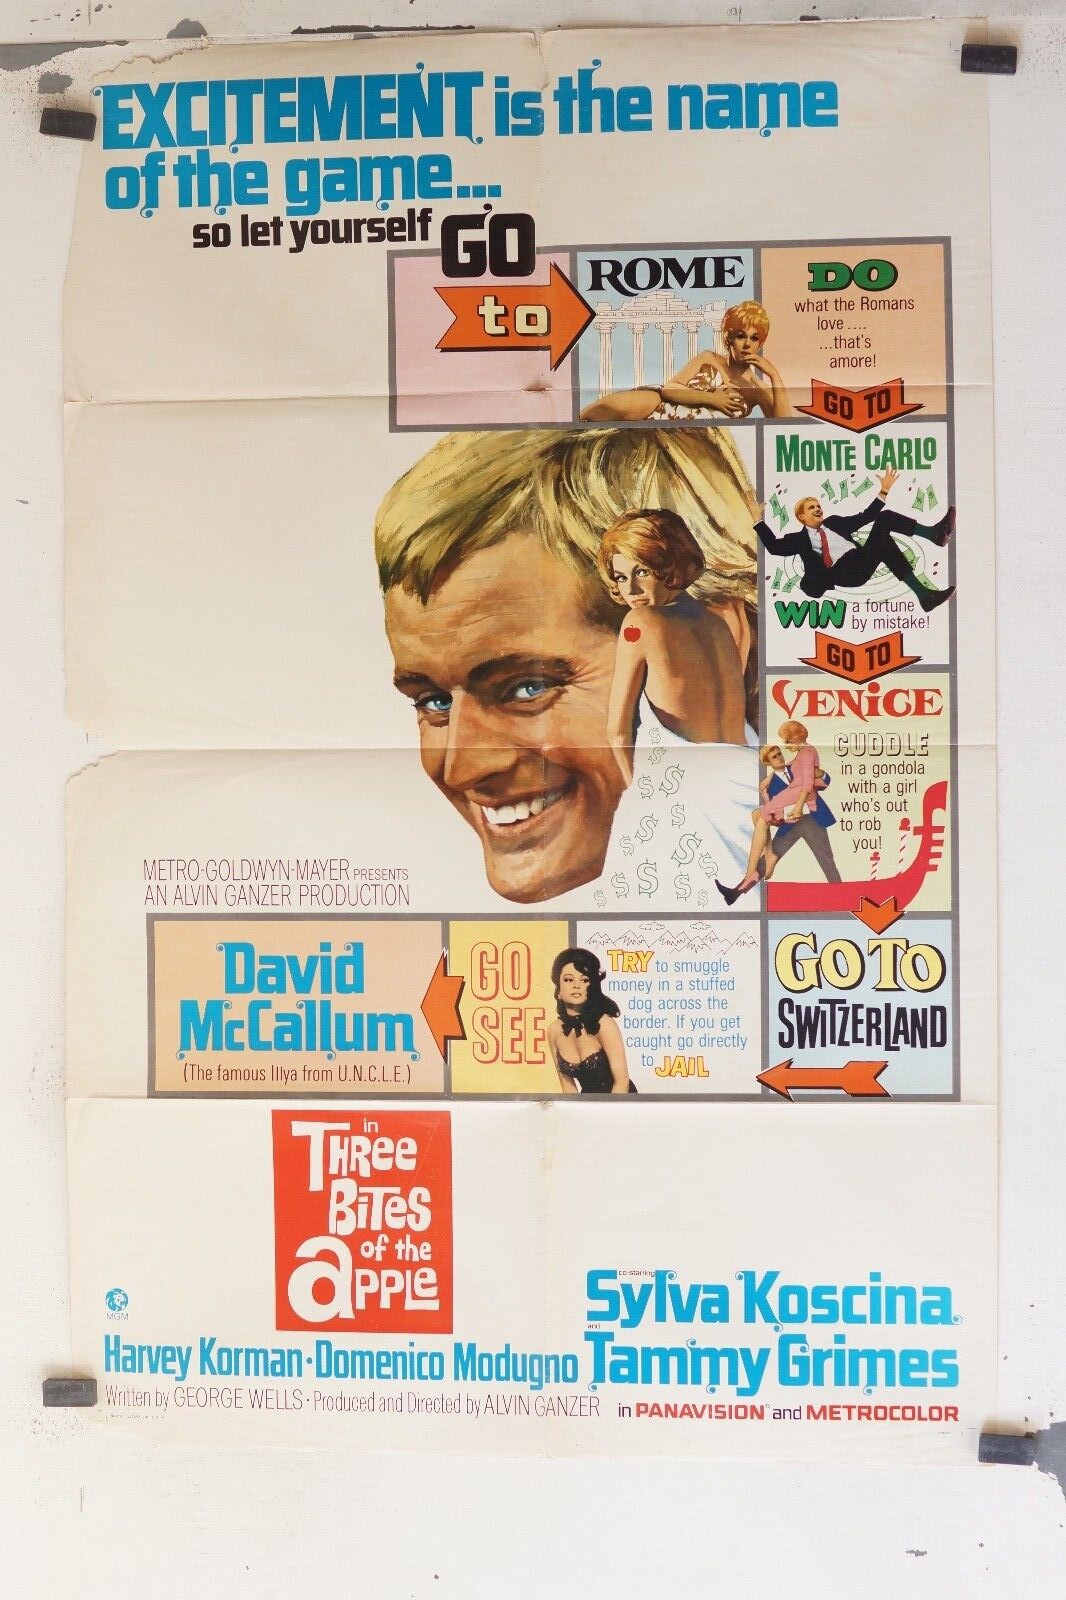 EXCITEMENT is the name
of the game...
so let yourself GO
to
ROME
DO
what the Romans
love....
...that's
amore!
GO TO
MONTE CARLO
WIN a fortune
by mistake!
GO TO
VENICE
CUDDLE
in a gondola
with a girl
who's out
to rob
you!
GO TO
SWITZERLAND
TRY to smuggle
money in a stuffed
dog across the
border. If you get
caught go directly
to JAIL
GO
SEE
METRO-GOLDWYN-MAYER PRESENTS
AN ALVIN GANZER PRODUCTION
David
McCallum
(The famous Illya from U.N.C.L.E.)
in
THREE
BITES
of the
APPLE
MGM
co-starring
Sylva Koscina
and
Tammy Grimes
Harvey Korman · Domenico Modugno
Written by GEORGE WELLS · Produced and Directed by ALVIN GANZER
in PANAVISION® and METROCOLOR